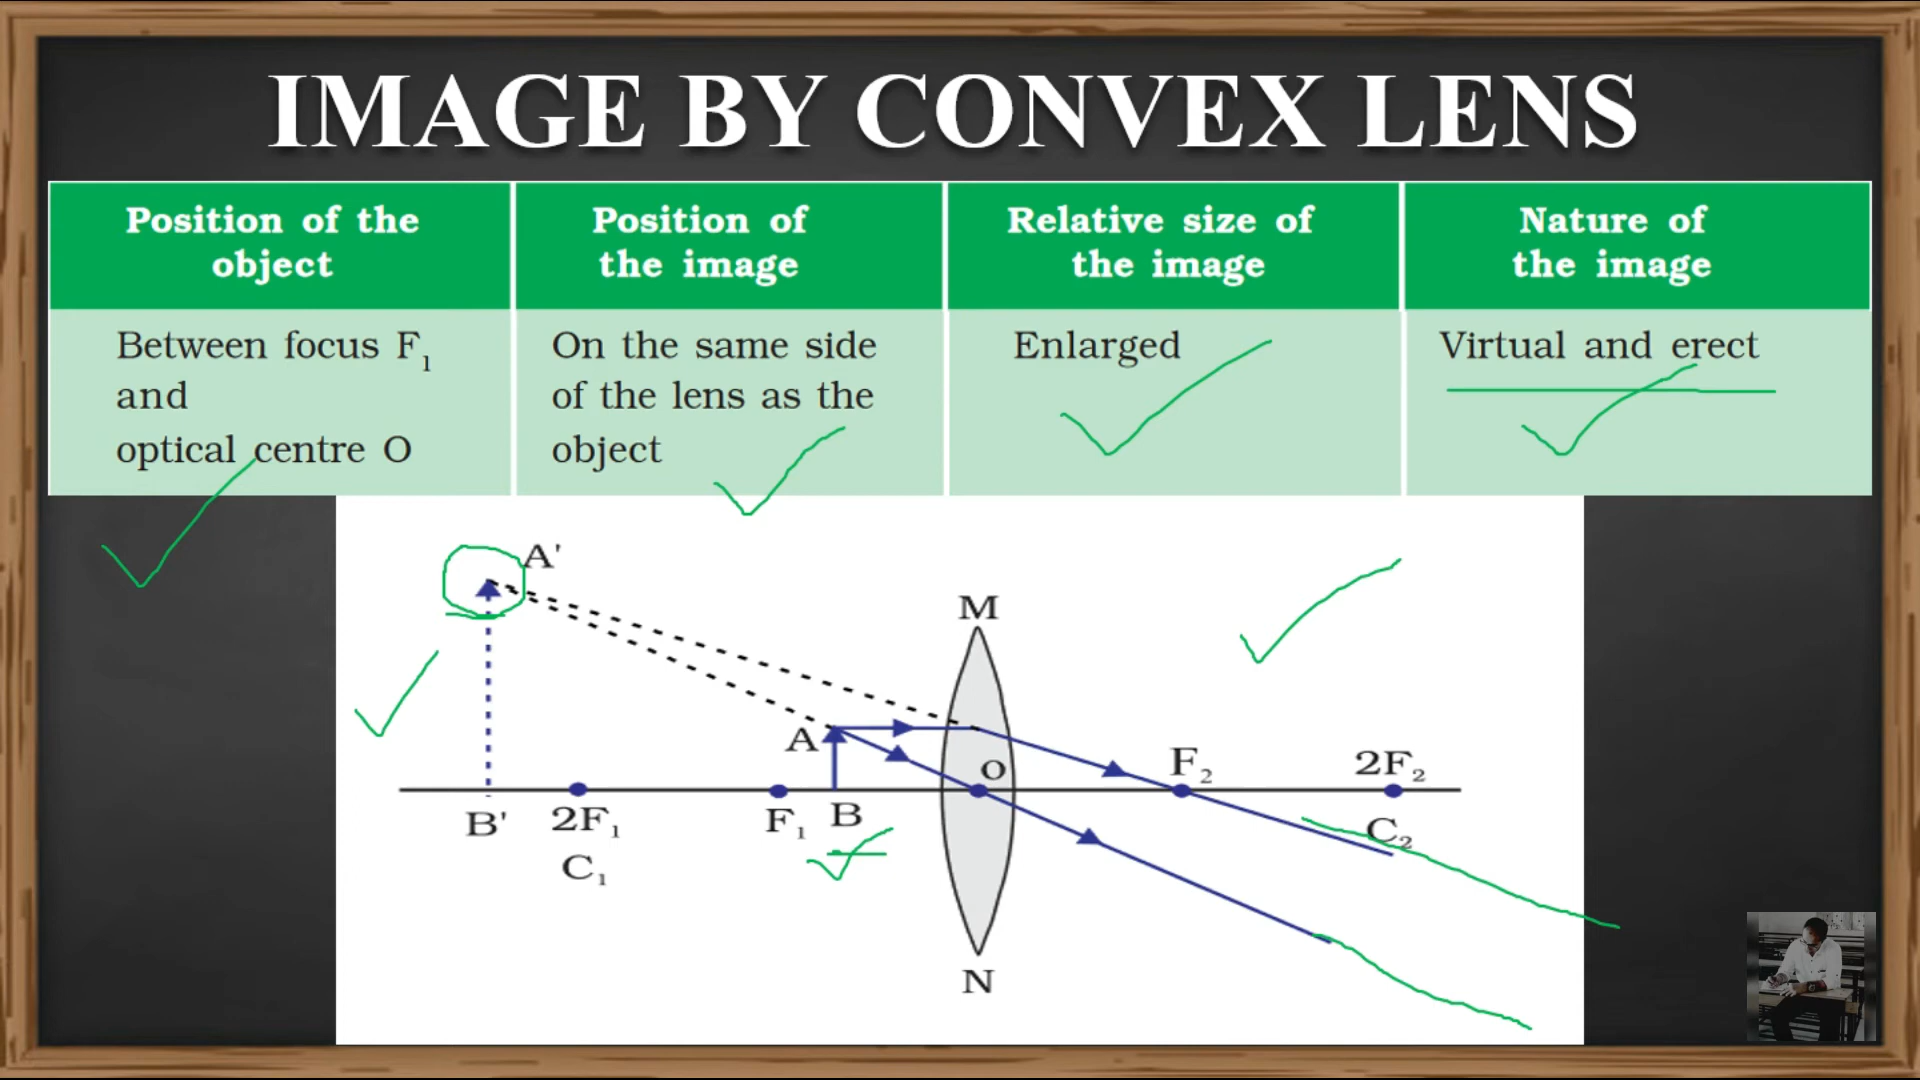 IMAGE BY CONVEX LENS
Position of the
object
Position of
the image
Relative size of
the image
Nature of
the image
Between focus F₁
and
optical centre O
On the same side
of the lens as the
object
Enlarged
Virtual and erect
A'
M
A
O
F₂
2F₂
B'
2F₁
F₁
B
C₂
C₁
N